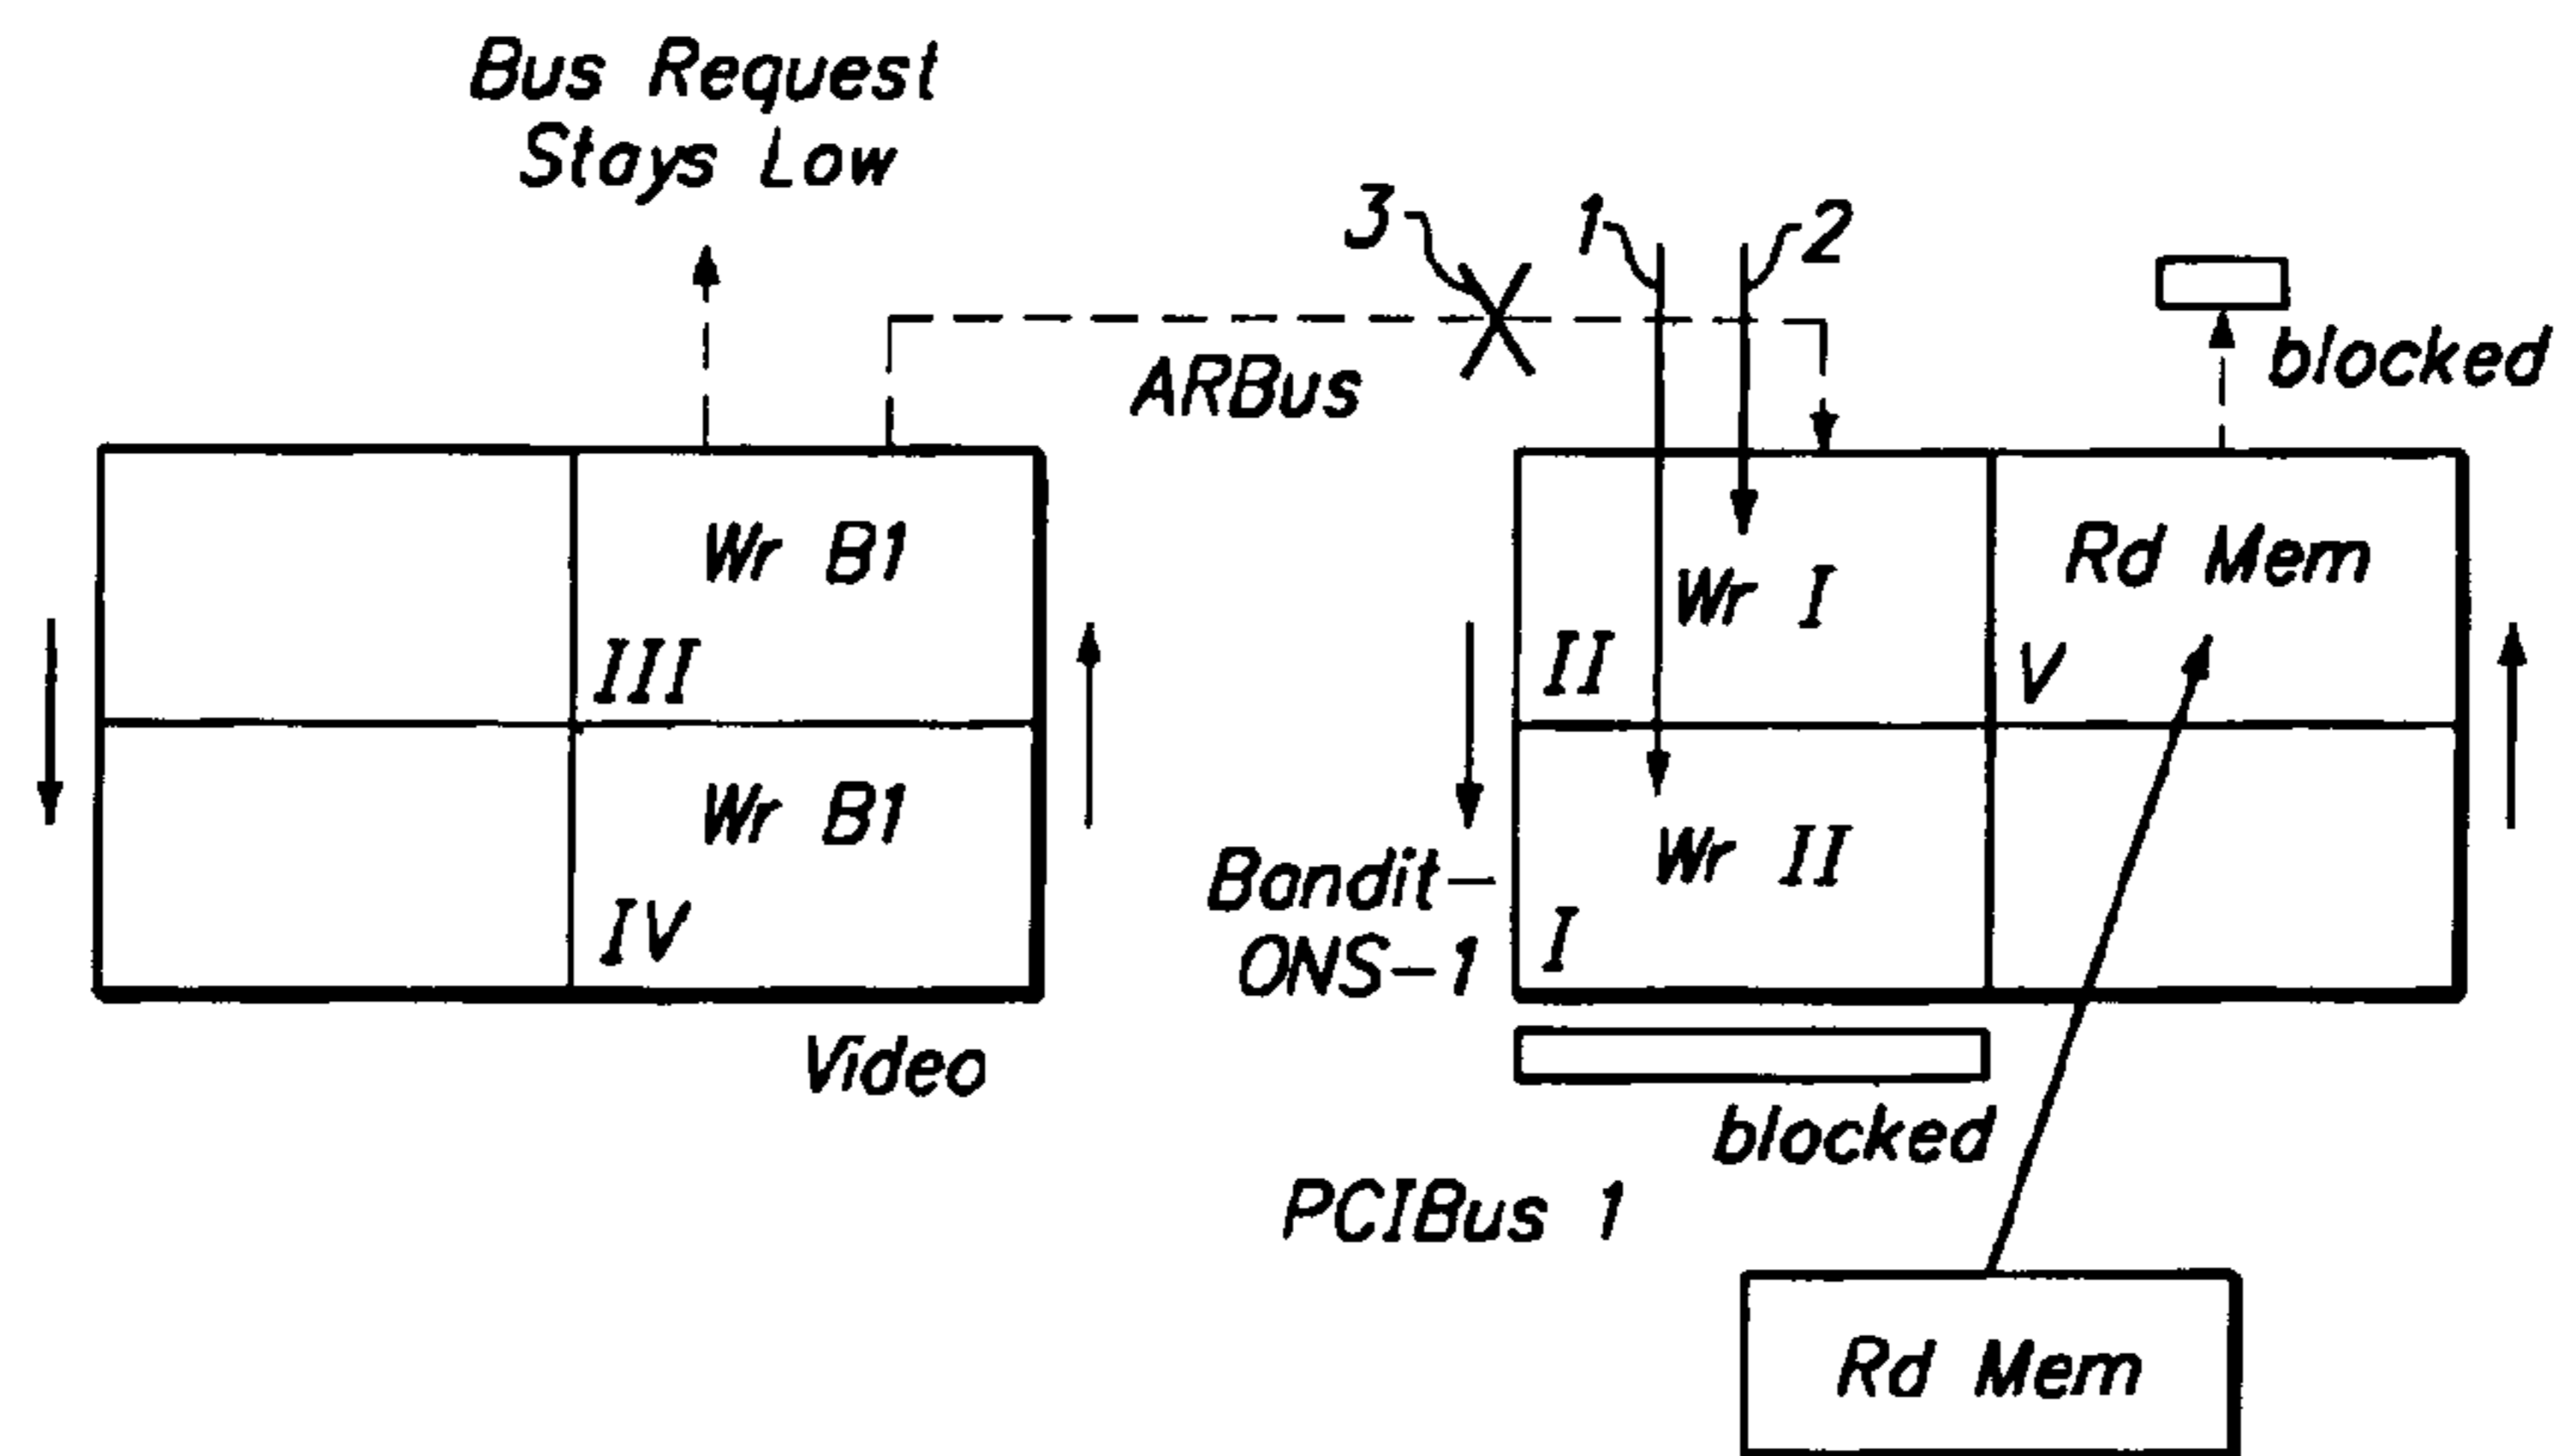 Bus Request
Stays Low
3
1
2
ARBus
blocked
Wr B1
III
Wr B1
IV
Video
Wr I
II
Rd Mem
V
Bandit-
ONS-1
Wr II
I
blocked
PCIBus 1
Rd Mem